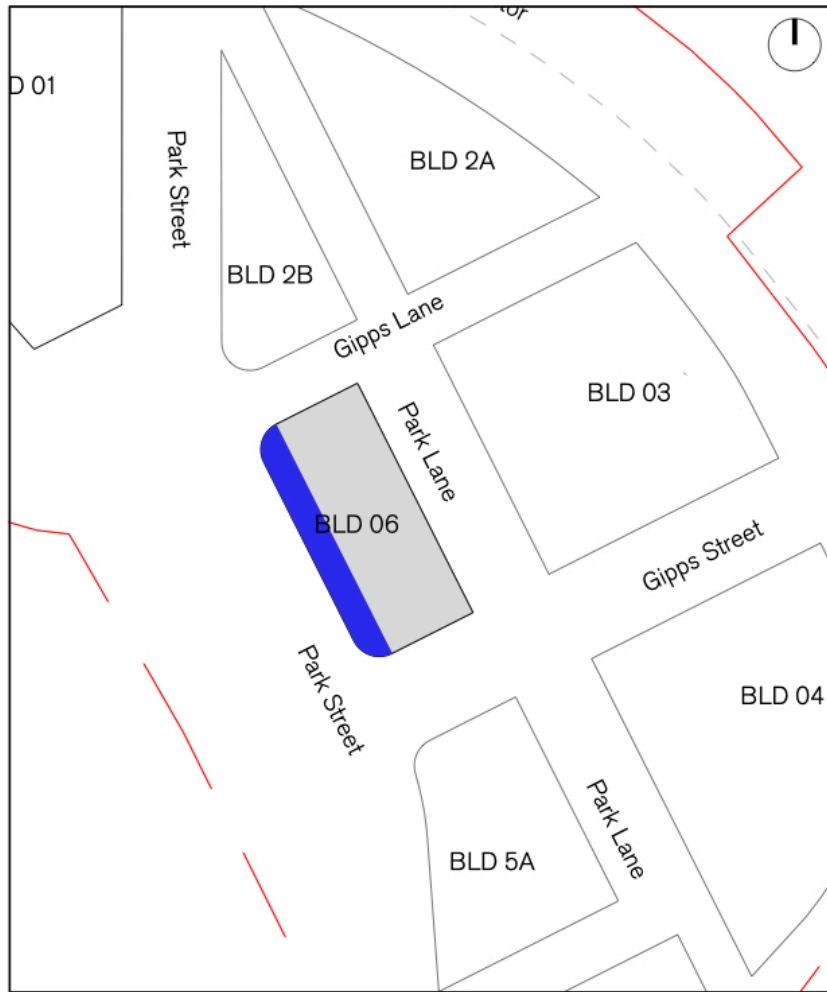 D 01
Park Street
BLD 2A
BLD 2B
Gipps Lane
BLD 03
Park Lane
BLD 06
Gipps Street
Park Street
BLD 04
Park Lane
BLD 5A